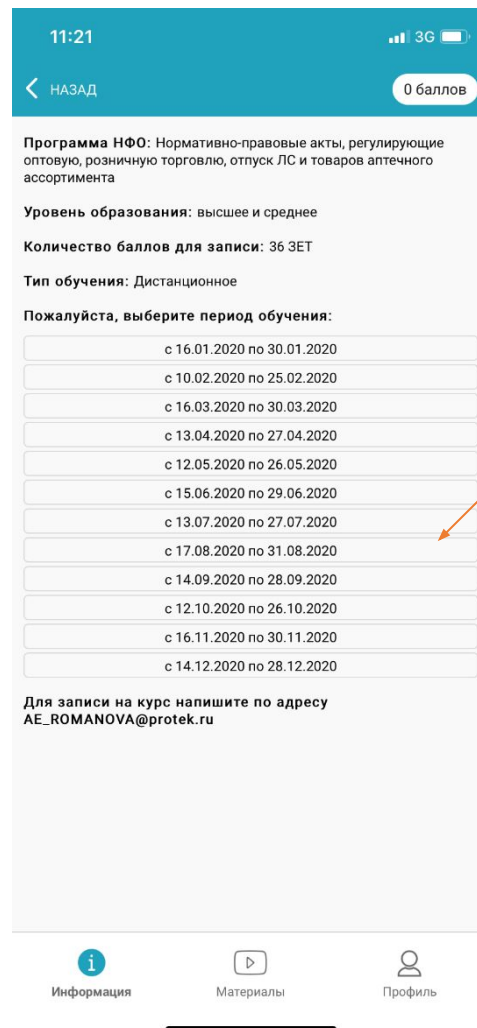 11:21
3G
НАЗАД
0 баллов
Программа НФО: Нормативно-правовые акты, регулирующие
оптовую, розничную торговлю, отпуск ЛС и товаров аптечного
ассортимента
Уровень образования: высшее и среднее
Количество баллов для записи: 36 ЗЕТ
Тип обучения: Дистанционное
Пожалуйста, выберите период обучения:
с 16.01.2020 по 30.01.2020
с 10.02.2020 по 25.02.2020
с 16.03.2020 по 30.03.2020
с 13.04.2020 по 27.04.2020
с 12.05.2020 по 26.05.2020
с 15.06.2020 по 29.06.2020
с 13.07.2020 по 27.07.2020
с 17.08.2020 по 31.08.2020
с 14.09.2020 по 28.09.2020
с 12.10.2020 по 26.10.2020
с 16.11.2020 по 30.11.2020
с 14.12.2020 по 28.12.2020
Для записи на курс напишите по адресу
AE_ROMANOVA@protek.ru
Информация
Материалы
Профиль